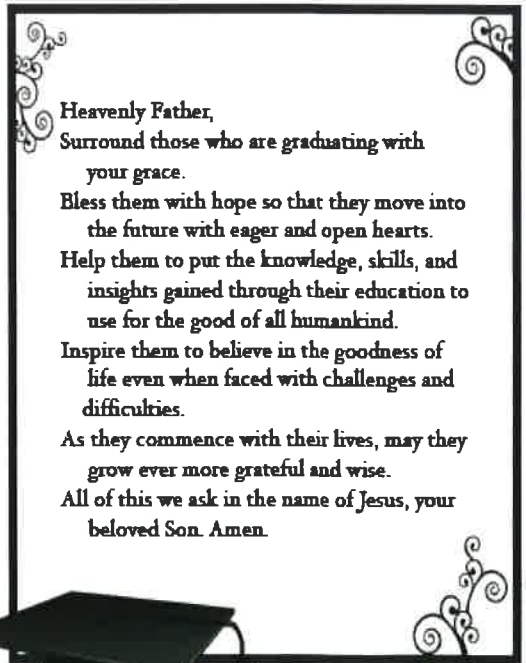 Heavenly Father,
Surround those who are graduating with
your grace.
Bless them with hope so that they move into
the future with eager and open hearts.
Help them to put the knowledge, skills, and
insights gained through their education to
use for the good of all humankind.
Inspire them to believe in the goodness of
life even when faced with challenges and
difficulties.
As they commence with their lives, may they
grow ever more grateful and wise.
All of this we ask in the name of Jesus, your
beloved Son. Amen.